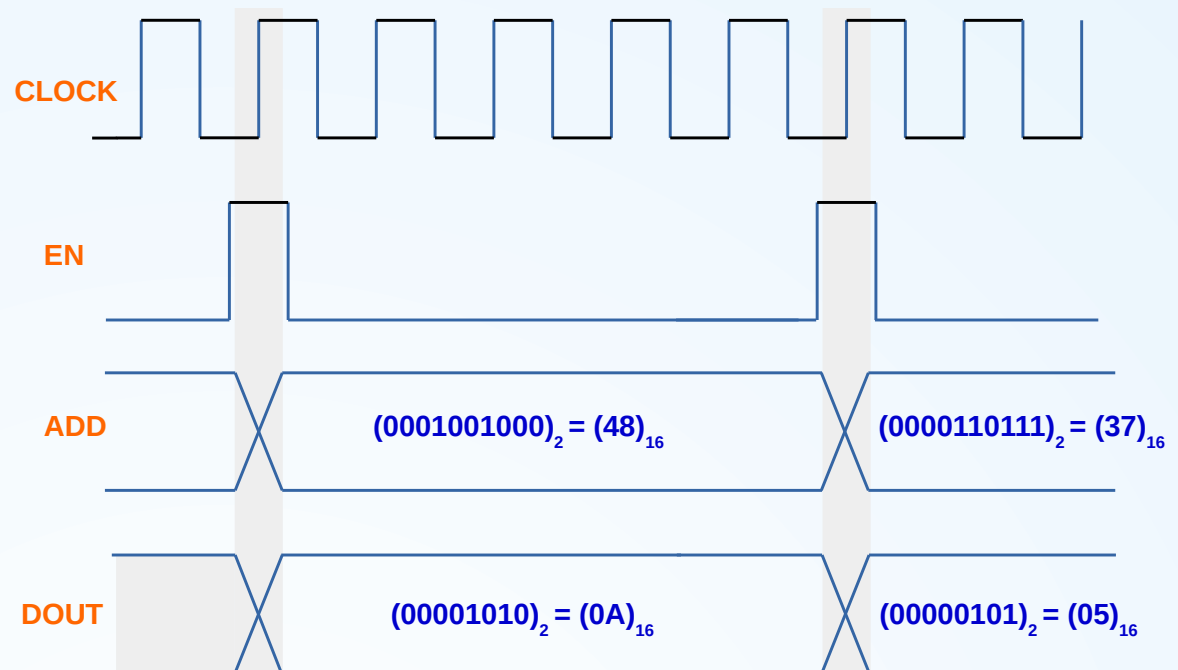 CLOCK
EN
ADD (0001001000)2 = (48)16 (0000110111)2 = (37)16
DOUT (00001010)2 = (0A)16 (00000101)2 = (05)16